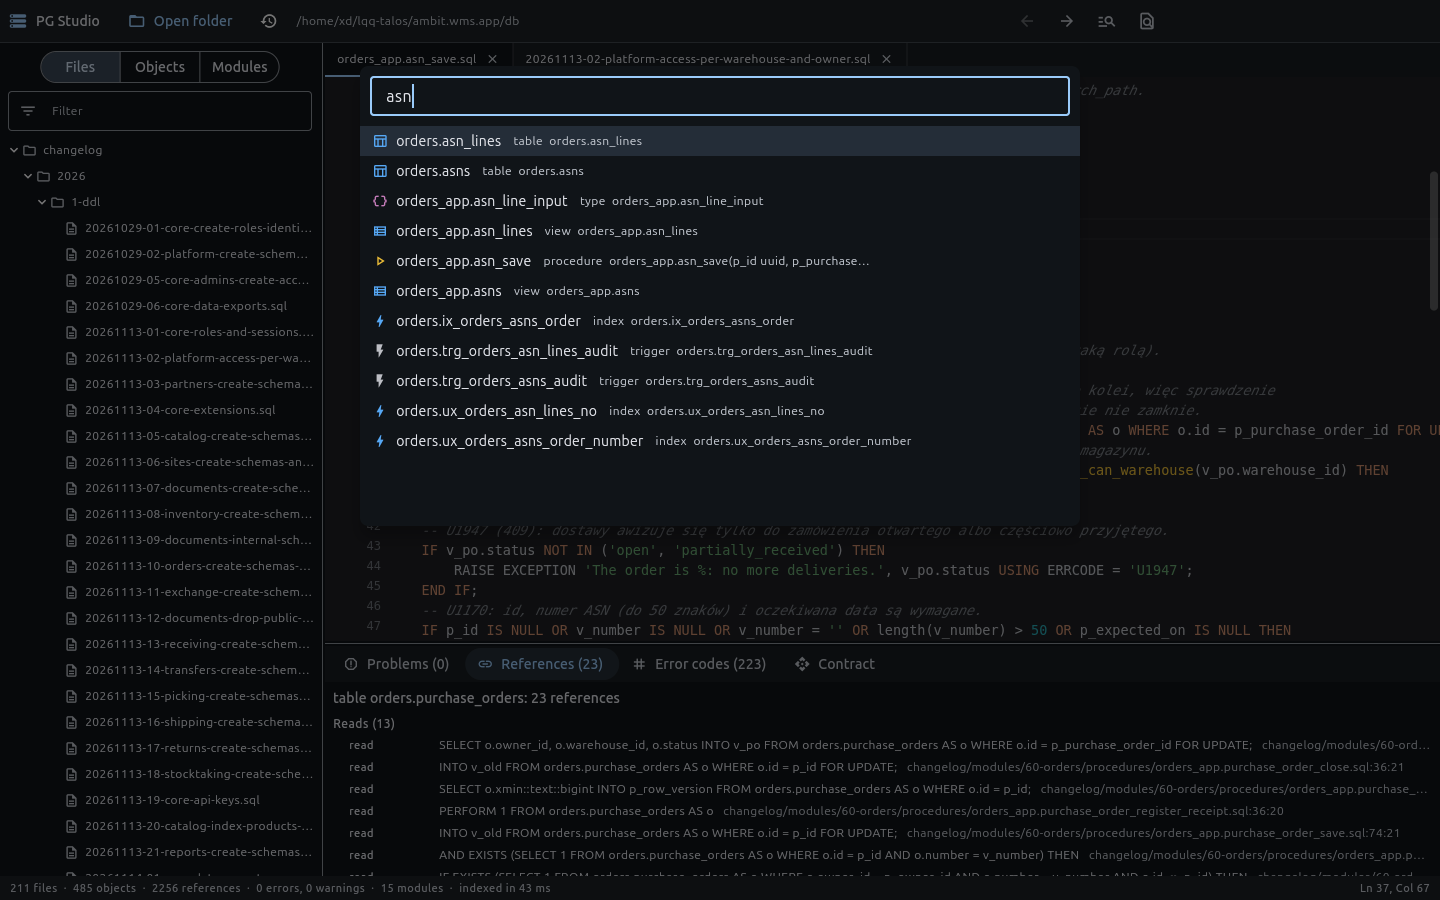 PG Studio
Open folder
/home/xd/lqq-talos/ambit.wms.app/db
Files
Objects
Modules
Filter
changelog
2026
1-ddl
20261029-01-core-create-roles-identi…
20261029-02-platform-create-schem…
20261029-05-core-admins-create-acc…
20261029-06-core-data-exports.sql
20261113-01-core-roles-and-sessions.…
20261113-02-platform-access-per-wa…
20261113-03-partners-create-schema…
20261113-04-core-extensions.sql
20261113-05-catalog-create-schemas…
20261113-06-sites-create-schemas-an…
20261113-07-documents-create-sche…
20261113-08-inventory-create-schem…
20261113-09-documents-internal-sch…
20261113-10-orders-create-schemas-…
20261113-11-exchange-create-schem…
20261113-12-documents-drop-public-…
20261113-13-receiving-create-schem…
20261113-14-transfers-create-schem…
20261113-15-picking-create-schemas…
20261113-16-shipping-create-schema…
20261113-17-returns-create-schemas…
20261113-18-stocktaking-create-sche…
20261113-19-core-api-keys.sql
20261113-20-catalog-index-products-…
20261113-21-reports-create-schemas…
orders_app.asn_save.sql
20261113-02-platform-access-per-warehouse-and-owner.sql
rch_path.
asn
orders.asn_lines table orders.asn_lines
orders.asns table orders.asns
orders_app.asn_line_input type orders_app.asn_line_input
orders_app.asn_lines view orders_app.asn_lines
orders_app.asn_save procedure orders_app.asn_save(p_id uuid, p_purchase…
orders_app.asns view orders_app.asns
orders.ix_orders_asns_order index orders.ix_orders_asns_order
orders.trg_orders_asn_lines_audit trigger orders.trg_orders_asn_lines_audit
orders.trg_orders_asns_audit trigger orders.trg_orders_asns_audit
orders.ux_orders_asn_lines_no index orders.ux_orders_asn_lines_no
orders.ux_orders_asns_order_number index orders.ux_orders_asns_order_number
aką rolą).
kolei, więc sprawdzenie
ie nie zamknie.
AS o WHERE o.id = p_purchase_order_id FOR U
magazynu.
_can_warehouse(v_po.warehouse_id) THEN
42 -- U1947 (409): dostawy awizuje się tylko do zamówienia otwartego albo częściowo przyjętego.
43 IF v_po.status NOT IN ('open', 'partially_received') THEN
44 RAISE EXCEPTION 'The order is %: no more deliveries.', v_po.status USING ERRCODE = 'U1947';
45 END IF;
46 -- U1170: id, numer ASN (do 50 znaków) i oczekiwana data są wymagane.
47 IF p_id IS NULL OR v_number IS NULL OR v_number = '' OR length(v_number) > 50 OR p_expected_on IS NULL THEN
Problems (0)
References (23)
Error codes (223)
Contract
table orders.purchase_orders: 23 references
Reads (13)
read SELECT o.owner_id, o.warehouse_id, o.status INTO v_po FROM orders.purchase_orders AS o WHERE o.id = p_purchase_order_id FOR UPDATE; changelog/modules/60-ord…
read INTO v_old FROM orders.purchase_orders AS o WHERE o.id = p_id FOR UPDATE; changelog/modules/60-orders/procedures/orders_app.purchase_order_close.sql:36:21
read SELECT o.xmin::text::bigint INTO p_row_version FROM orders.purchase_orders AS o WHERE o.id = p_id; changelog/modules/60-orders/procedures/orders_app.purchase_…
read PERFORM 1 FROM orders.purchase_orders AS o changelog/modules/60-orders/procedures/orders_app.purchase_order_register_receipt.sql:36:20
read INTO v_old FROM orders.purchase_orders AS o WHERE o.id = p_id FOR UPDATE; changelog/modules/60-orders/procedures/orders_app.purchase_order_save.sql:74:21
read AND EXISTS (SELECT 1 FROM orders.purchase_orders AS o WHERE o.id = p_id AND o.number = v_number) THEN changelog/modules/60-orders/procedures/orders_app.p…
211 files · 485 objects · 2256 references · 0 errors, 0 warnings · 15 modules · indexed in 43 ms
Ln 37, Col 67